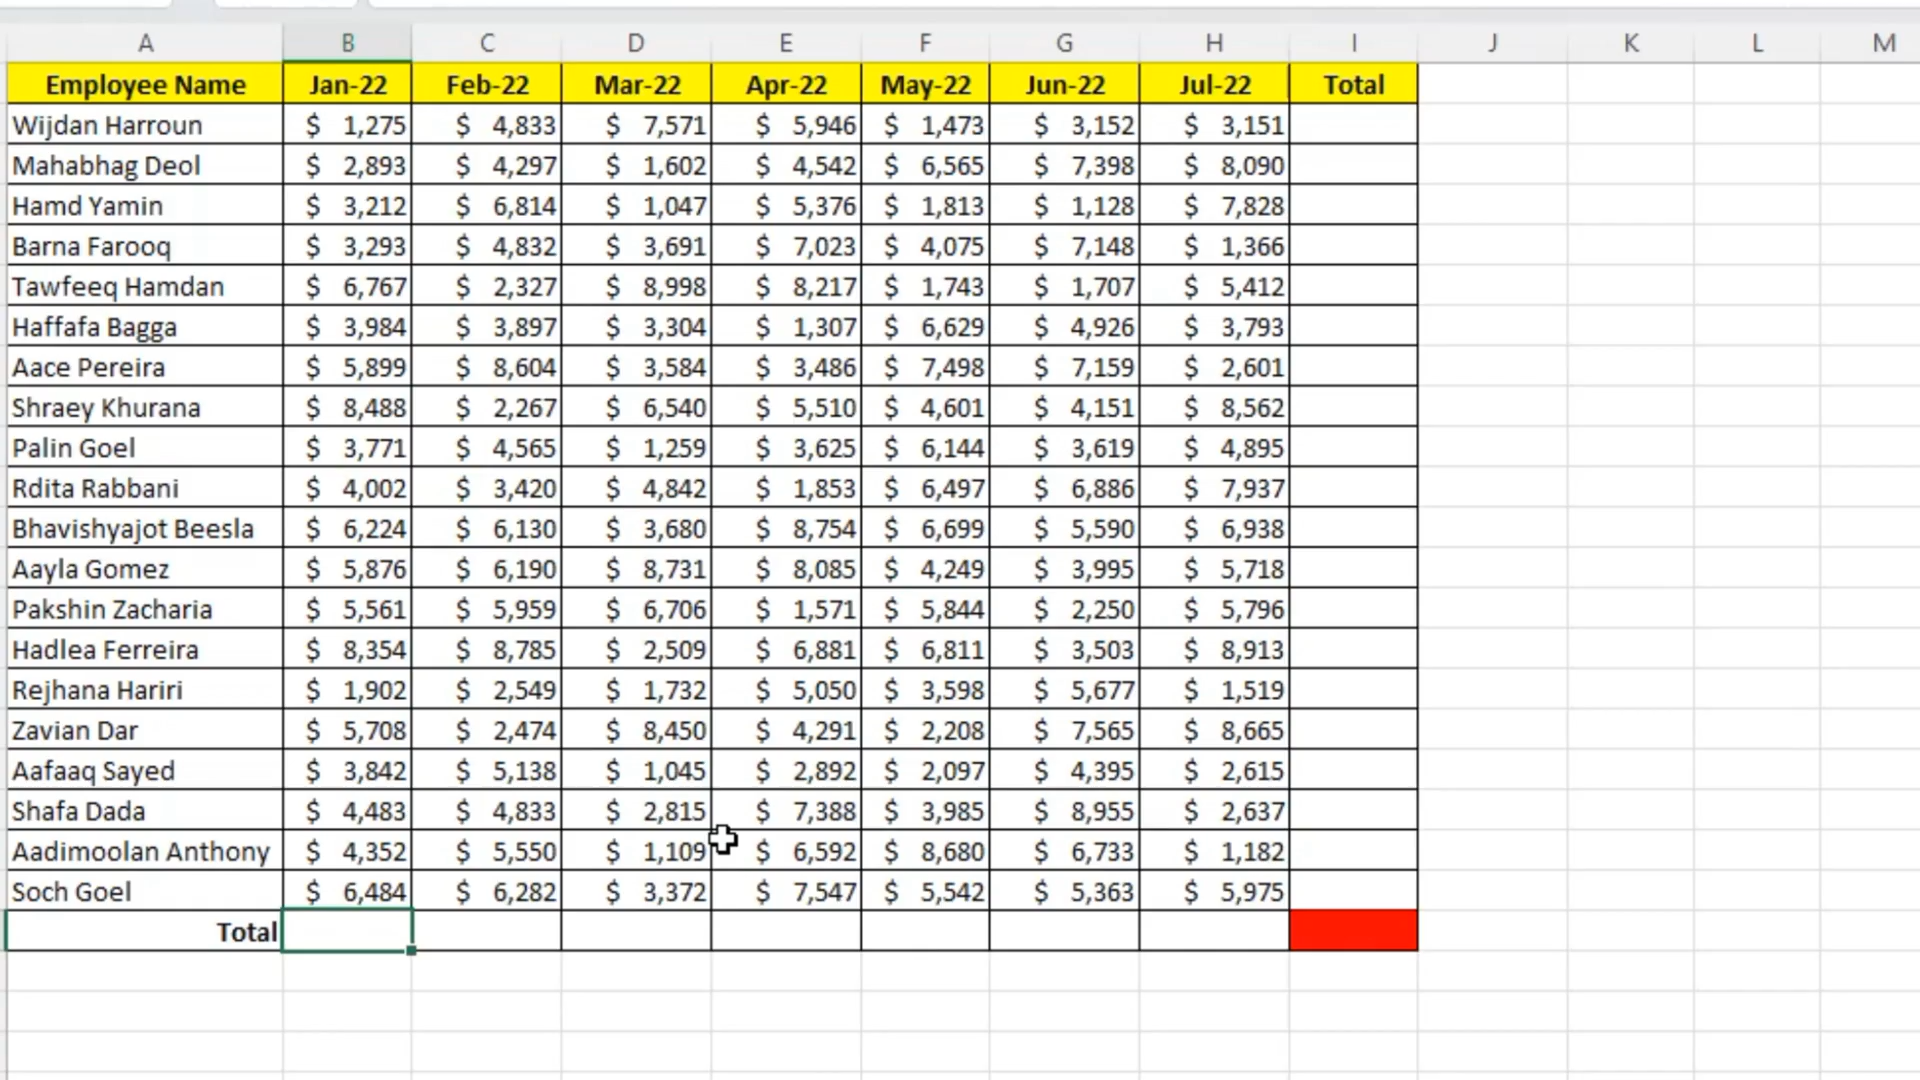 A B C D E F G H I J K L M
Employee Name Jan-22 Feb-22 Mar-22 Apr-22 May-22 Jun-22 Jul-22 Total
Wijdan Harroun $ 1,275 $ 4,833 $ 7,571 $ 5,946 $ 1,473 $ 3,152 $ 3,151
Mahabhag Deol $ 2,893 $ 4,297 $ 1,602 $ 4,542 $ 6,565 $ 7,398 $ 8,090
Hamd Yamin $ 3,212 $ 6,814 $ 1,047 $ 5,376 $ 1,813 $ 1,128 $ 7,828
Barna Farooq $ 3,293 $ 4,832 $ 3,691 $ 7,023 $ 4,075 $ 7,148 $ 1,366
Tawfeeq Hamdan $ 6,767 $ 2,327 $ 8,998 $ 8,217 $ 1,743 $ 1,707 $ 5,412
Haffafa Bagga $ 3,984 $ 3,897 $ 3,304 $ 1,307 $ 6,629 $ 4,926 $ 3,793
Aace Pereira $ 5,899 $ 8,604 $ 3,584 $ 3,486 $ 7,498 $ 7,159 $ 2,601
Shraey Khurana $ 8,488 $ 2,267 $ 6,540 $ 5,510 $ 4,601 $ 4,151 $ 8,562
Palin Goel $ 3,771 $ 4,565 $ 1,259 $ 3,625 $ 6,144 $ 3,619 $ 4,895
Rdita Rabbani $ 4,002 $ 3,420 $ 4,842 $ 1,853 $ 6,497 $ 6,886 $ 7,937
Bhavishyajot Beesla $ 6,224 $ 6,130 $ 3,680 $ 8,754 $ 6,699 $ 5,590 $ 6,938
Aayla Gomez $ 5,876 $ 6,190 $ 8,731 $ 8,085 $ 4,249 $ 3,995 $ 5,718
Pakshin Zacharia $ 5,561 $ 5,959 $ 6,706 $ 1,571 $ 5,844 $ 2,250 $ 5,796
Hadlea Ferreira $ 8,354 $ 8,785 $ 2,509 $ 6,881 $ 6,811 $ 3,503 $ 8,913
Rejhana Hariri $ 1,902 $ 2,549 $ 1,732 $ 5,050 $ 3,598 $ 5,677 $ 1,519
Zavian Dar $ 5,708 $ 2,474 $ 8,450 $ 4,291 $ 2,208 $ 7,565 $ 8,665
Aafaaq Sayed $ 3,842 $ 5,138 $ 1,045 $ 2,892 $ 2,097 $ 4,395 $ 2,615
Shafa Dada $ 4,483 $ 4,833 $ 2,815 $ 7,388 $ 3,985 $ 8,955 $ 2,637
Aadimoolan Anthony $ 4,352 $ 5,550 $ 1,109 $ 6,592 $ 8,680 $ 6,733 $ 1,182
Soch Goel $ 6,484 $ 6,282 $ 3,372 $ 7,547 $ 5,542 $ 5,363 $ 5,975
Total